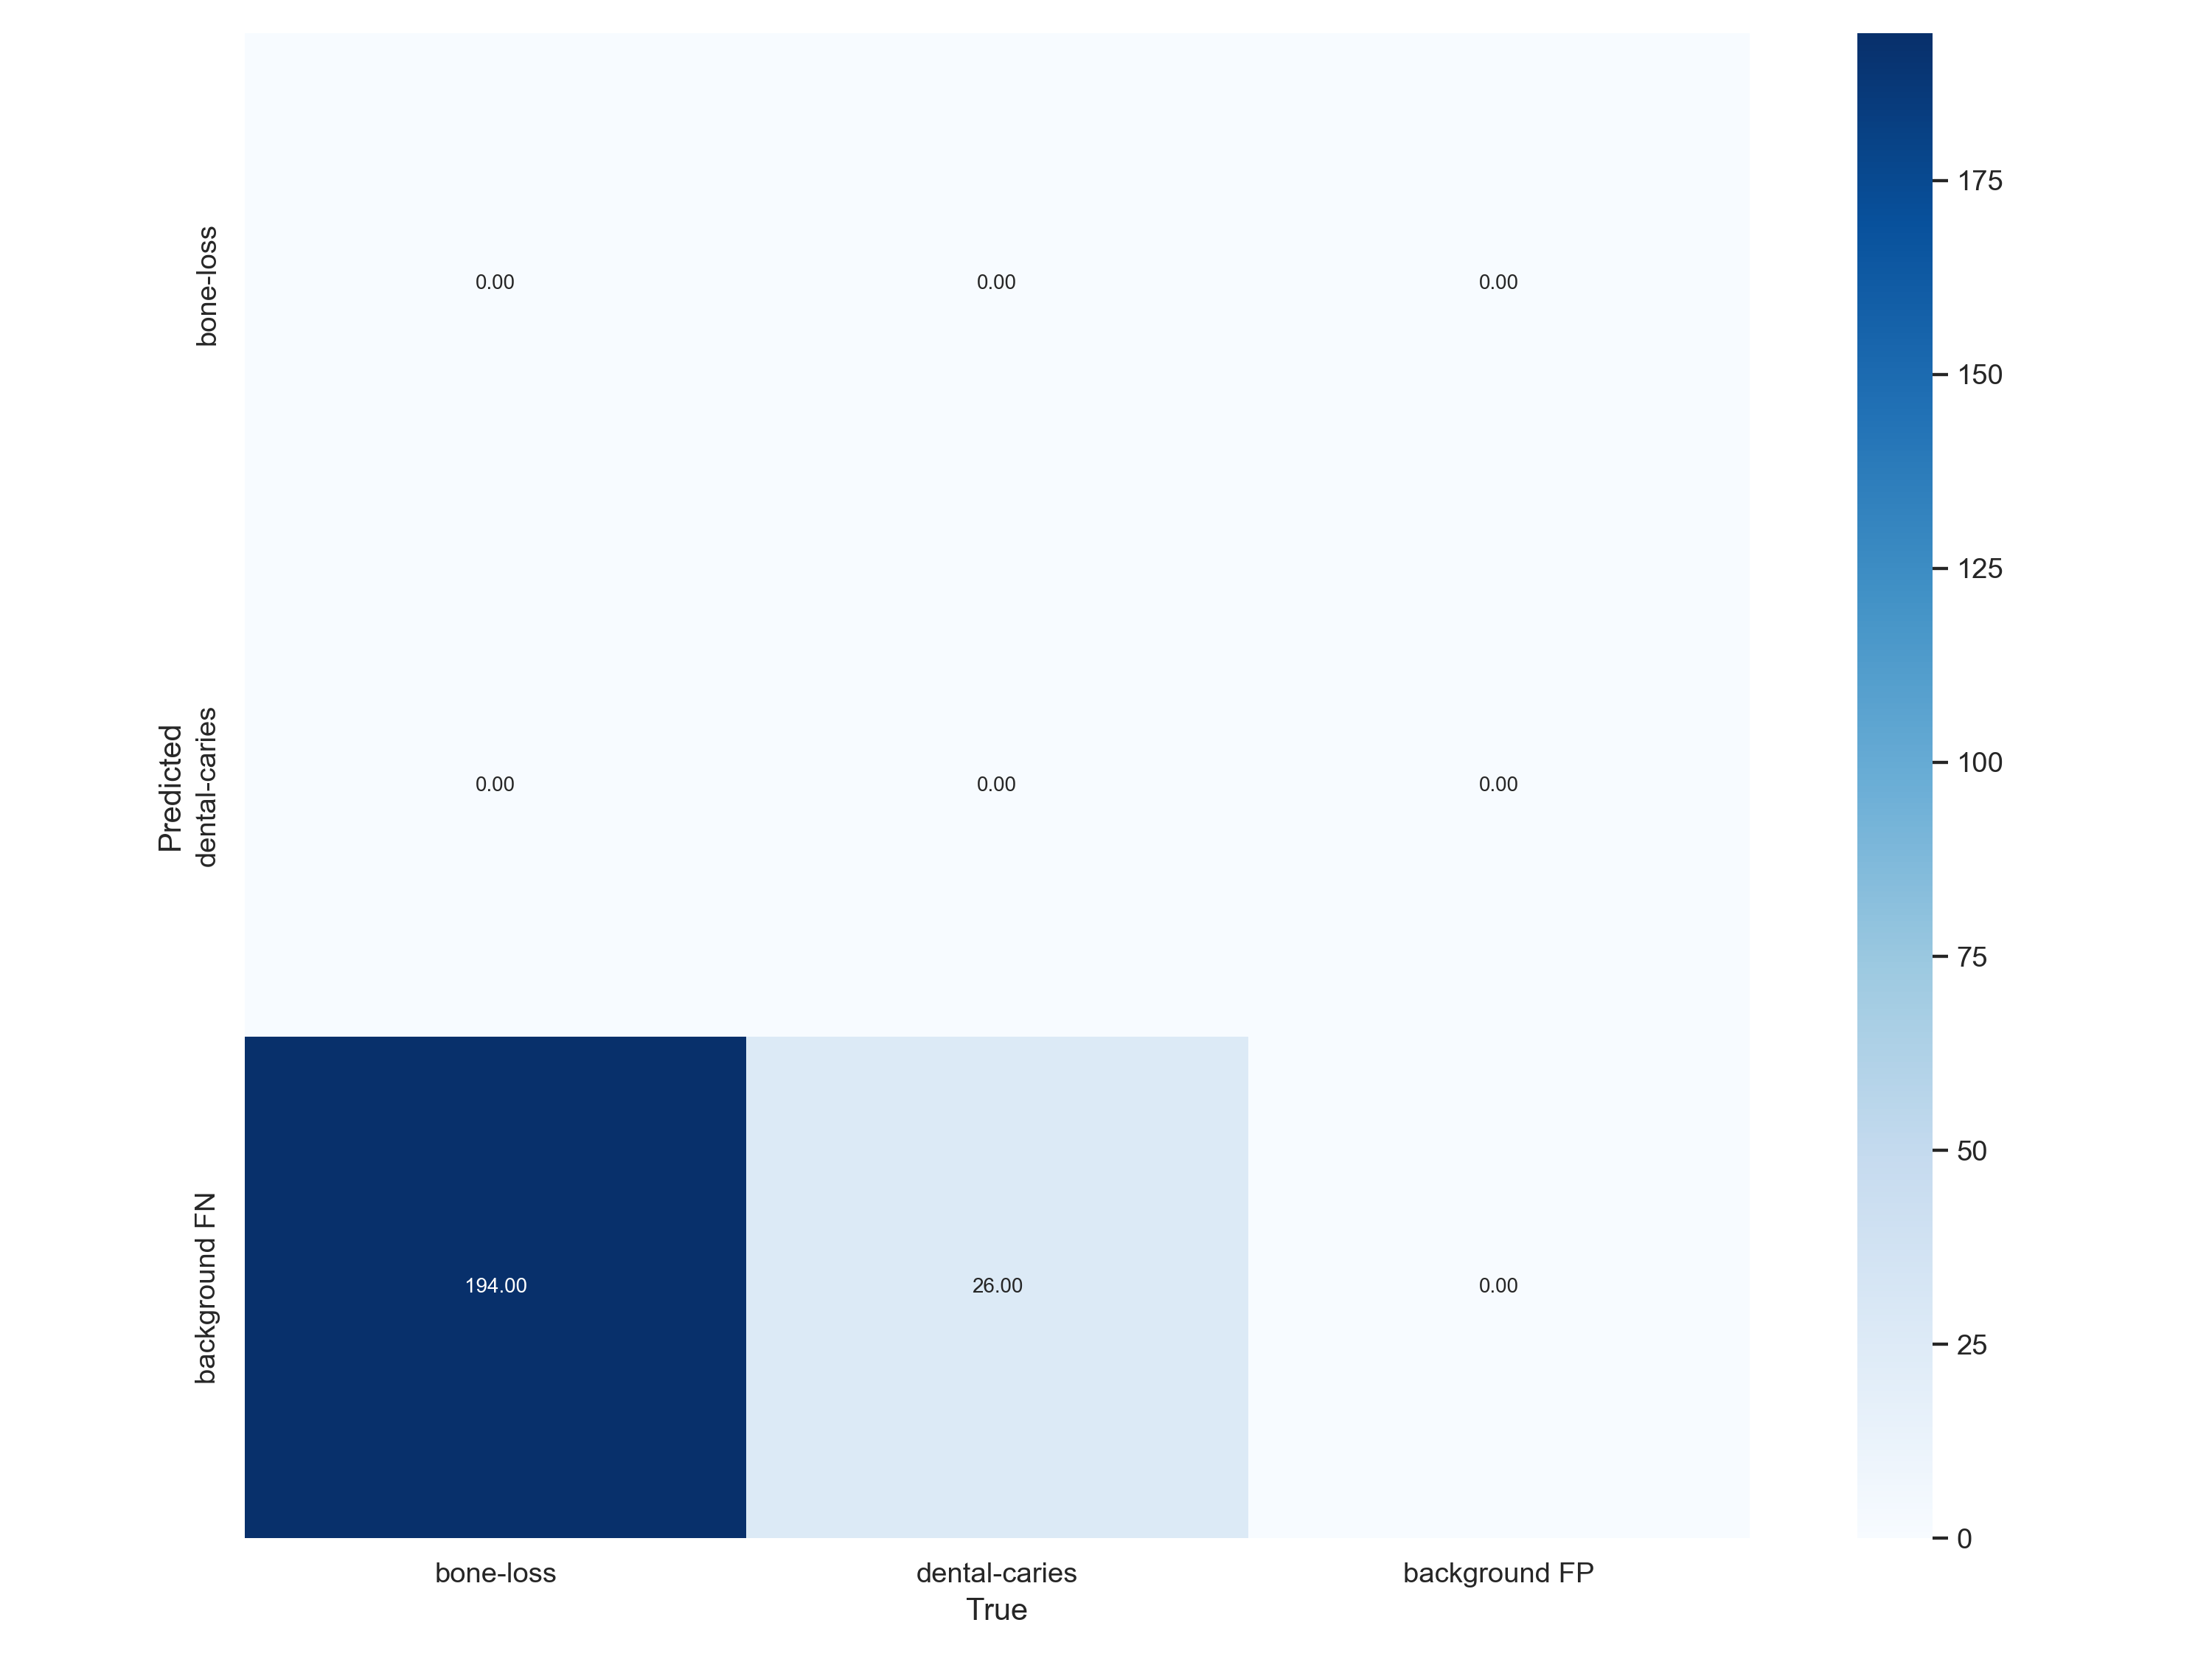 bone-loss
0.00 0.00 0.00
Predicted
dental-caries
0.00 0.00 0.00
background FN
194.00 26.00 0.00
bone-loss dental-caries background FP
True
175
150
125
100
75
50
25
0